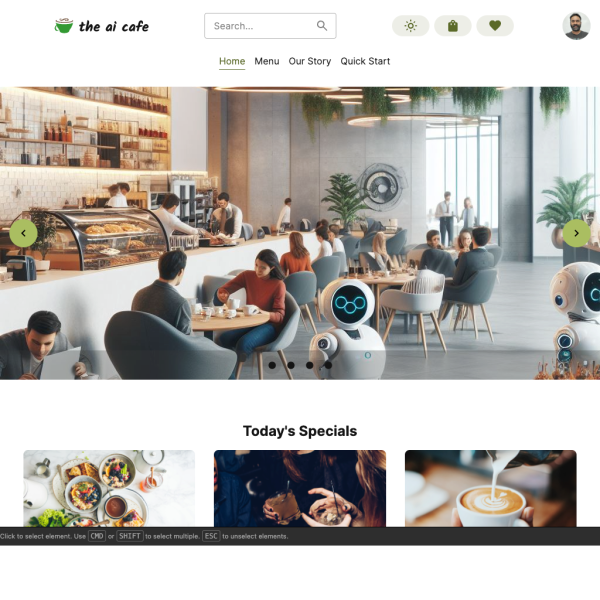 the ai cafe
Search...
Home Menu Our Story Quick Start
Today's Specials
Click to select element. Use CMD or SHIFT to select multiple. ESC to unselect elements.